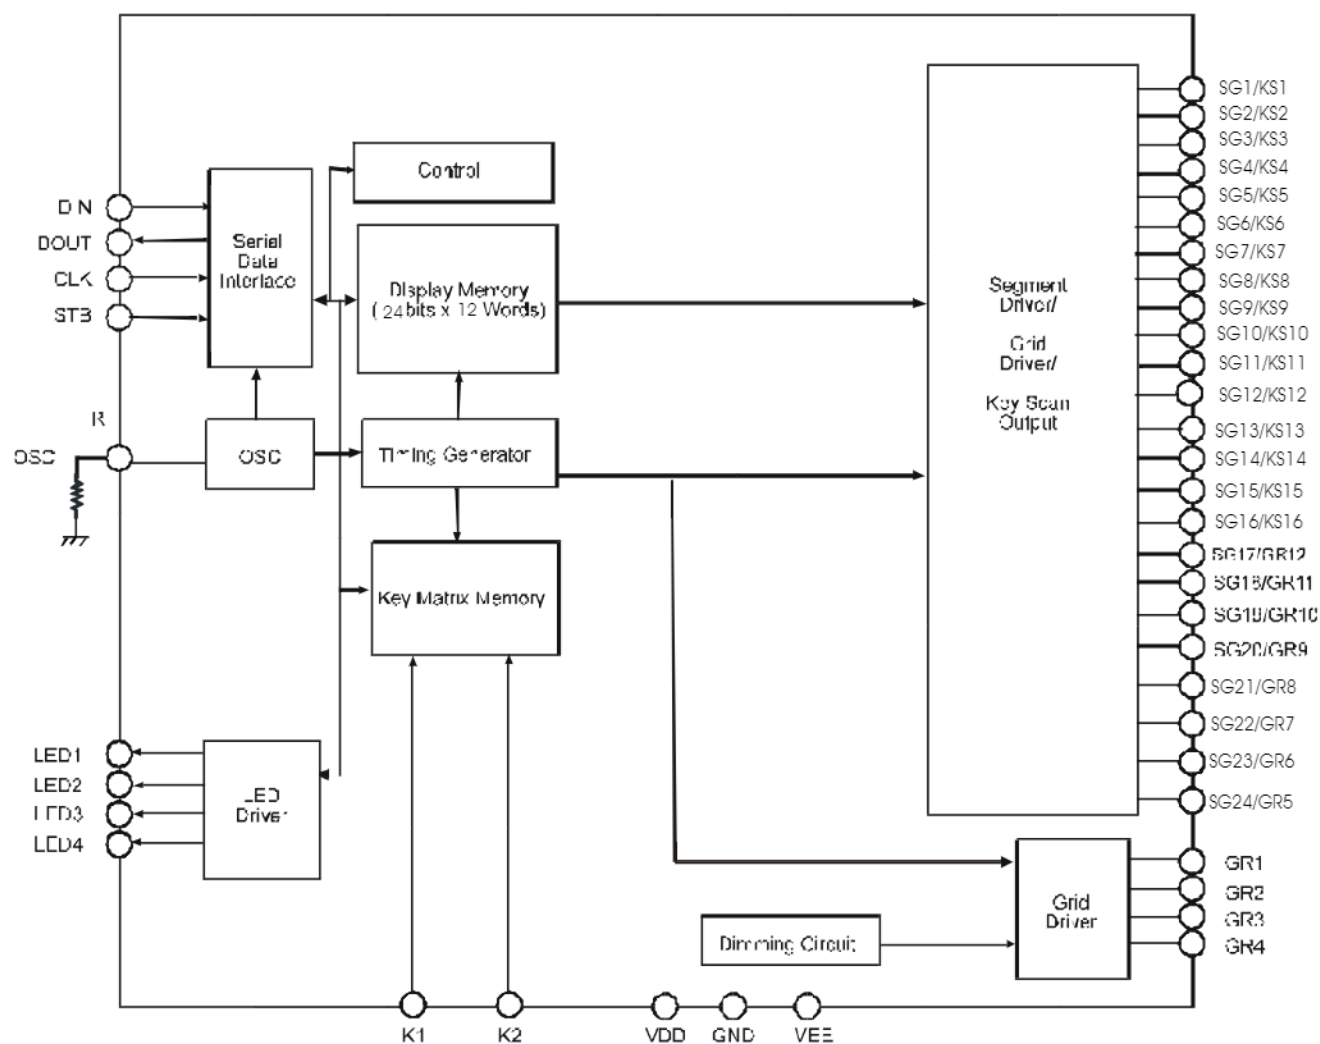 SG1/KS1
SG2/KS2
SG3/KS3
SG4/KS4
SG5/KS5
SG6/KS6
SG7/KS7
SG8/KS8
SG9/KS9
SG10/KS10
SG11/KS11
SG12/KS12
SG13/KS13
SG14/KS14
SG15/KS15
SG16/KS16
SG17/GR12
SG18/GR11
SG19/GR10
SG20/GR9
SG21/GR8
SG22/GR7
SG23/GR6
SG24/GR5
Control
DIN
DOUT
CLK
STB
Serial
Data
Interface
Display Memory
(24bits x 12 Words)
Segment
Driver/
Grid
Driver/
Key Scan
Output
R
OSC
OSC
Timing Generator
Key Matrix Memory
LED1
LED2
LED3
LED4
LED
Driver
Grid
Driver
GR1
GR2
GR3
GR4
Dimming Circuit
K1
K2
VDD
GND
VEE